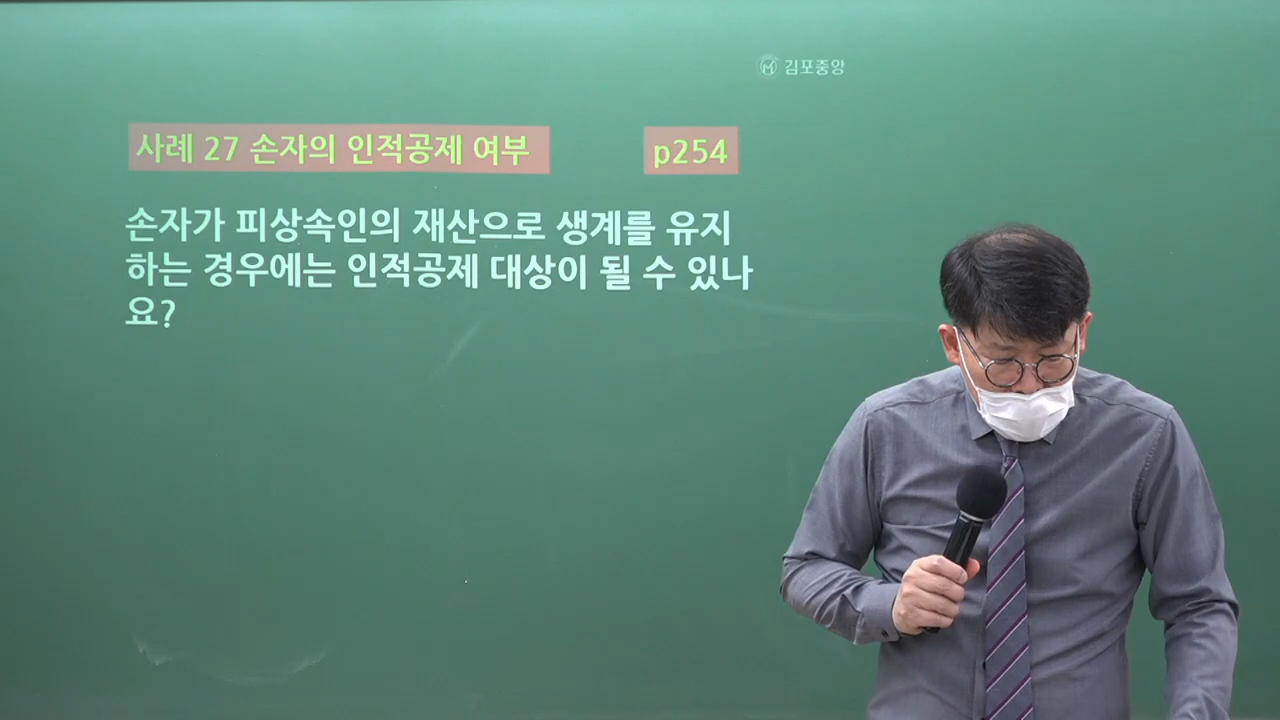 김포중앙
사례 27 손자의 인적공제 여부 p254
손자가 피상속인의 재산으로 생계를 유지
하는 경우에는 인적공제 대상이 될 수 있나
요?